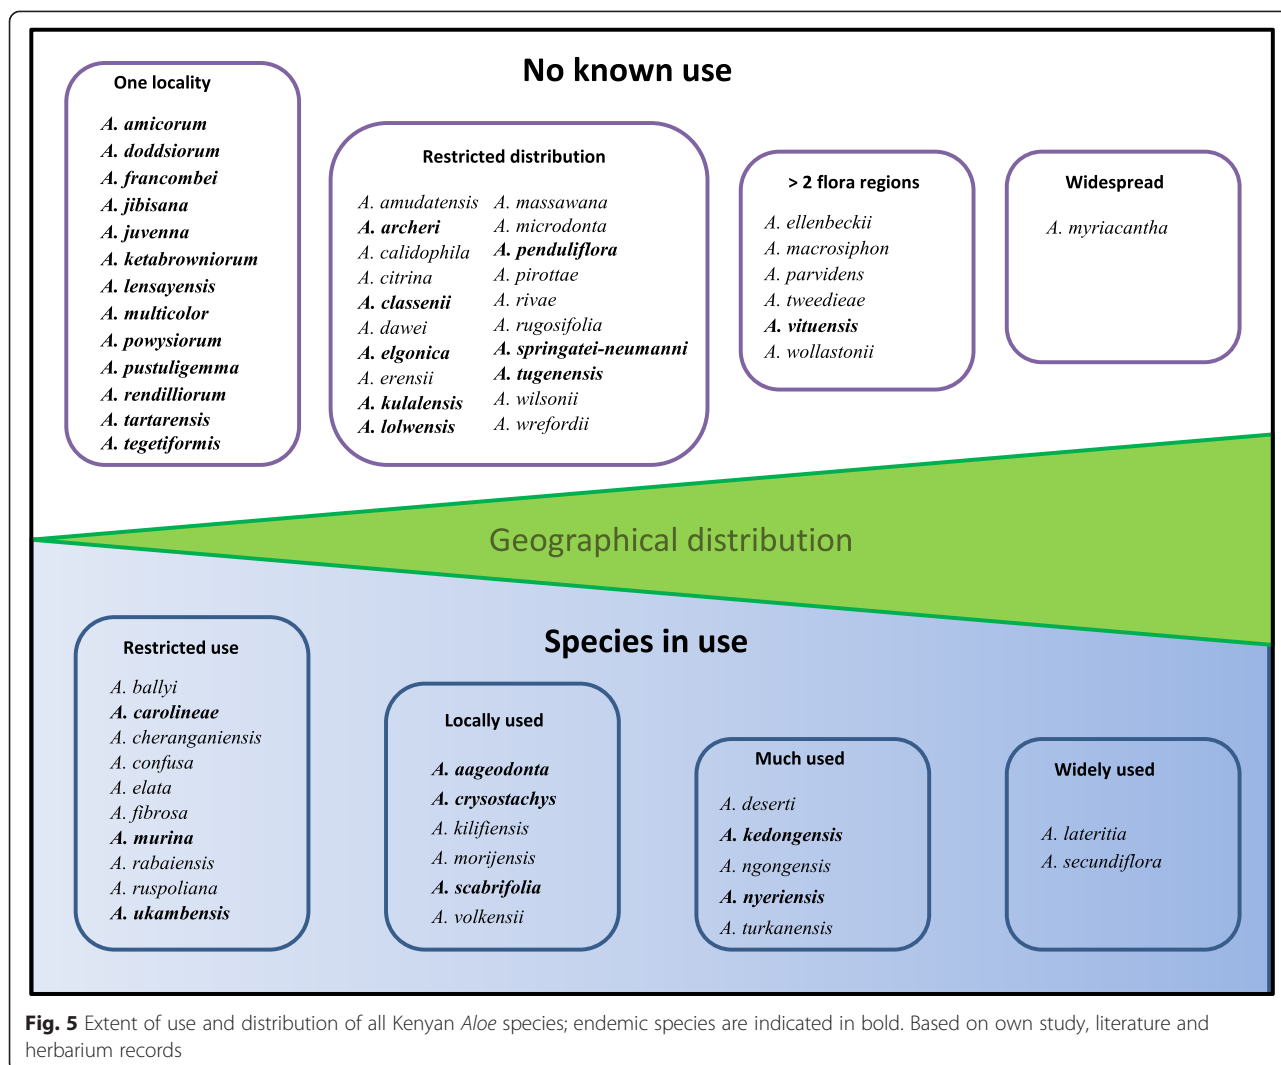 No known use
One locality
A. amicorum
A. doddsiorum
A. francombei
A. jibisana
A. juvenna
A. ketabrowniorum
A. lensayensis
A. multicolor
A. powysiorum
A. pustuligemma
A. rendilliorum
A. tartarensis
A. tegetiformis
Restricted distribution
A. amudatensis
A. archeri
A. calidophila
A. citrina
A. classenii
A. dawei
A. elgonica
A. erensii
A. kulalensis
A. lolwensis
A. massawana
A. microdonta
A. penduliflora
A. pirottae
A. rivae
A. rugosifolia
A. springatei-neumanni
A. tugenensis
A. wilsonii
A. wrefordii
> 2 flora regions
A. ellenbeckii
A. macrosiphon
A. parvidens
A. tweedieae
A. vituensis
A. wollastonii
Widespread
A. myriacantha
Geographical distribution
Species in use
Restricted use
A. ballyi
A. carolineae
A. cheranganiensis
A. confusa
A. elata
A. fibrosa
A. murina
A. rabaiensis
A. ruspoliana
A. ukambensis
Locally used
A. aageodonta
A. crysostachys
A. kilifiensis
A. morijensis
A. scabrifolia
A. volkensii
Much used
A. deserti
A. kedongensis
A. ngongensis
A. nyeriensis
A. turkanensis
Widely used
A. lateritia
A. secundiflora
Fig. 5 Extent of use and distribution of all Kenyan Aloe species; endemic species are indicated in bold. Based on own study, literature and
herbarium records